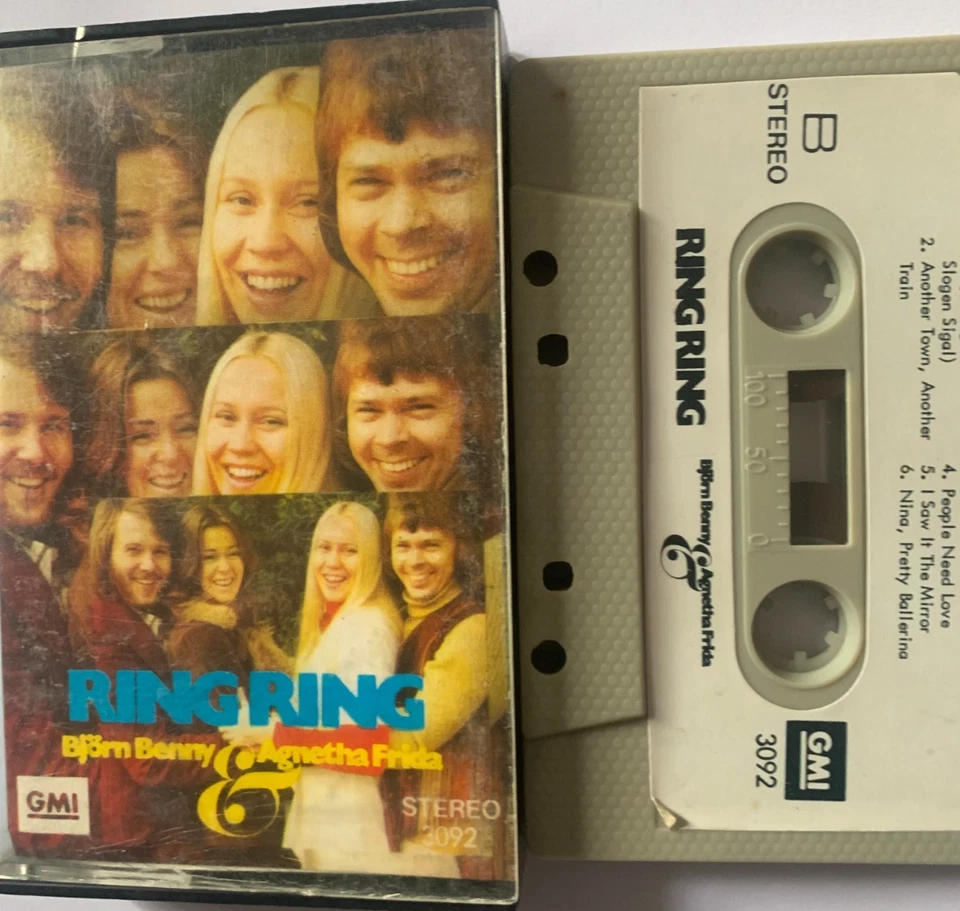 RING RING
Björn Benny & Agnetha Frida
GMI
STEREO
3092
B
STEREO
Slogen Slgal)
2. Another Town, Another
Train
4. People Need Love
5. I Saw It The Mirror
6. Nina, Pretty Ballerina
100 50 0
RING RING
Björn Benny & Agnetha Frida
GMI
3092